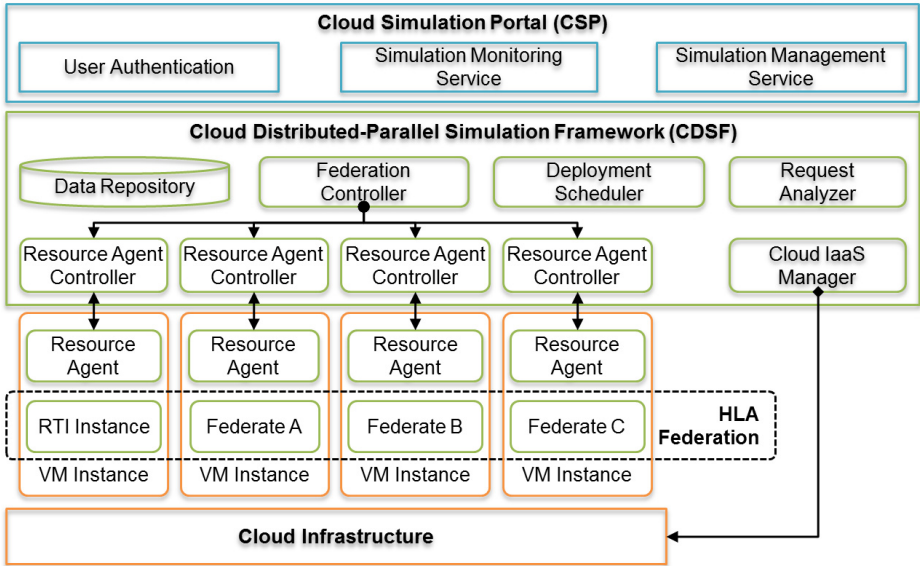 Cloud Simulation Portal (CSP)
User Authentication
Simulation Monitoring
Service
Simulation Management
Service
Cloud Distributed-Parallel Simulation Framework (CDSF)
Data Repository
Federation
Controller
Deployment
Scheduler
Request
Analyzer
Resource Agent
Controller
Resource Agent
Controller
Resource Agent
Controller
Resource Agent
Controller
Cloud IaaS
Manager
Resource
Agent
Resource
Agent
Resource
Agent
Resource
Agent
RTI Instance
Federate A
Federate B
Federate C
HLA
Federation
VM Instance
VM Instance
VM Instance
VM Instance
Cloud Infrastructure